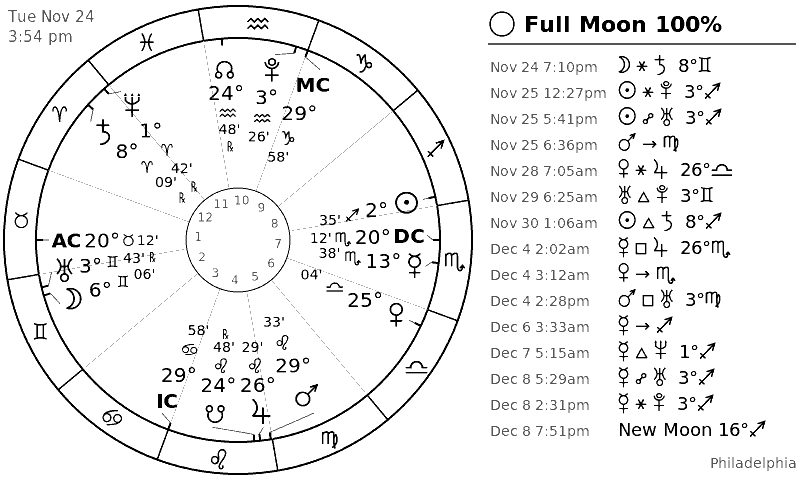 Tue Nov 24
3:54 pm
♓ ♒ ♑
♈ ♐
♉ ♏
♊ ♎
♋ ♌ ♍
☊ 24° ♒ 48' ℞
♇ 3° ♒ 26'
MC 29° ♑ 58'
♆ 1° ♈ 42' ℞
♄ 8° ♈ 09' ℞
35' ♐ 2° ☉
AC 20° ♉ 12'
12' ♏ 20° DC
♅ 3° ♊ 43' ℞
38' ♏ 13° ☿
☽ 6° ♊ 06'
04' ♎ 25° ♀
58' ♋ 29° IC
℞ 48' ♌ 24° ☋
29' ♌ 26° ♃
33' ♌ 29° ♂
12 11 10 9
1 8
2 7
3 4 5 6
○ Full Moon 100%
Nov 24 7:10pm ☽ ⚹ ♄ 8°♊
Nov 25 12:27pm ☉ ⚹ ♇ 3°♐
Nov 25 5:41pm ☉ ☍ ♅ 3°♐
Nov 25 6:36pm ♂ → ♍
Nov 28 7:05am ♀ ⚹ ♃ 26°♎
Nov 29 6:25am ♅ △ ♇ 3°♊
Nov 30 1:06am ☉ △ ♄ 8°♐
Dec 4 2:02am ☿ □ ♃ 26°♏
Dec 4 3:12am ♀ → ♏
Dec 4 2:28pm ♂ □ ♅ 3°♍
Dec 6 3:33am ☿ → ♐
Dec 7 5:15am ☿ △ ♆ 1°♐
Dec 8 5:29am ☿ ☍ ♅ 3°♐
Dec 8 2:31pm ☿ ⚹ ♇ 3°♐
Dec 8 7:51pm New Moon 16°♐
Philadelphia